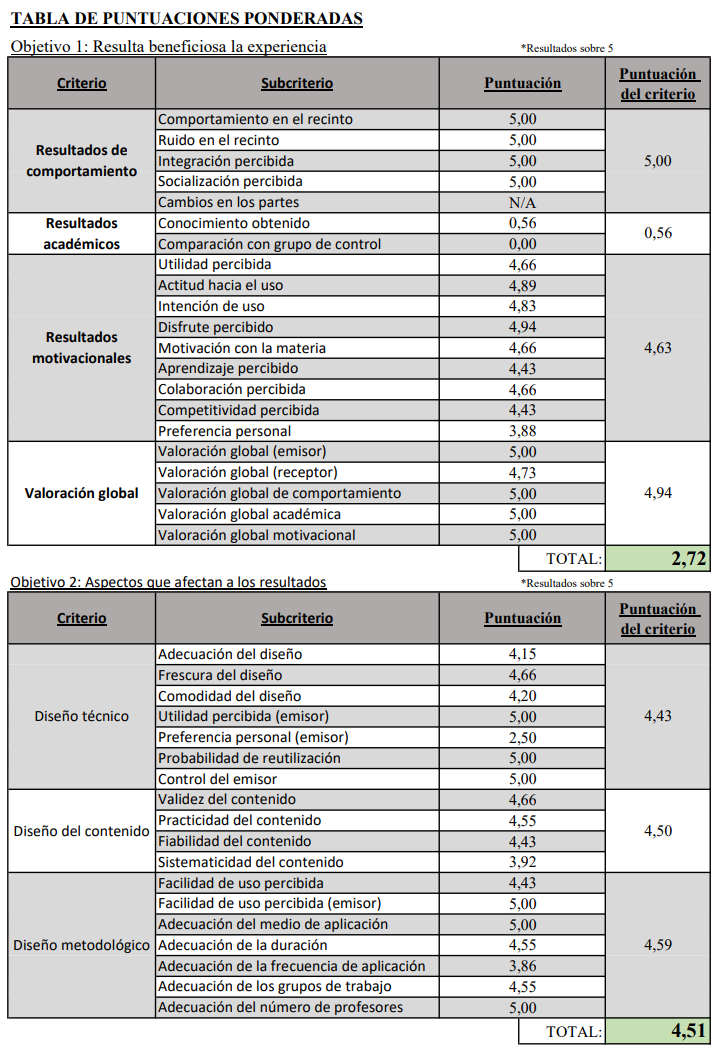 TABLA DE PUNTUACIONES PONDERADAS
Objetivo 1: Resulta beneficiosa la experiencia *Resultados sobre 5
Criterio Subcriterio Puntuación Puntuación del criterio
Resultados de comportamiento Comportamiento en el recinto 5,00 5,00
Ruido en el recinto 5,00
Integración percibida 5,00
Socialización percibida 5,00
Cambios en los partes N/A
Resultados académicos Conocimiento obtenido 0,56 0,56
Comparación con grupo de control 0,00
Resultados motivacionales Utilidad percibida 4,66 4,63
Actitud hacia el uso 4,89
Intención de uso 4,83
Disfrute percibido 4,94
Motivación con la materia 4,66
Aprendizaje percibido 4,43
Colaboración percibida 4,66
Competitividad percibida 4,43
Preferencia personal 3,88
Valoración global Valoración global (emisor) 5,00 4,94
Valoración global (receptor) 4,73
Valoración global de comportamiento 5,00
Valoración global académica 5,00
Valoración global motivacional 5,00
TOTAL: 2,72
Objetivo 2: Aspectos que afectan a los resultados *Resultados sobre 5
Criterio Subcriterio Puntuación Puntuación del criterio
Diseño técnico Adecuación del diseño 4,15 4,43
Frescura del diseño 4,66
Comodidad del diseño 4,20
Utilidad percibida (emisor) 5,00
Preferencia personal (emisor) 2,50
Probabilidad de reutilización 5,00
Control del emisor 5,00
Diseño del contenido Validez del contenido 4,66 4,50
Practicidad del contenido 4,55
Fiabilidad del contenido 4,43
Sistematicidad del contenido 3,92
Diseño metodológico Facilidad de uso percibida 4,43 4,59
Facilidad de uso percibida (emisor) 5,00
Adecuación del medio de aplicación 5,00
Adecuación de la duración 4,55
Adecuación de la frecuencia de aplicación 3,86
Adecuación de los grupos de trabajo 4,55
Adecuación del número de profesores 5,00
TOTAL: 4,51